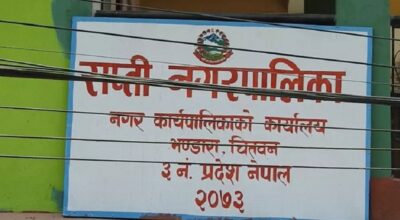 राप्ती नगरपालिका
नगर कार्यपालिकाको कार्यालय
भण्डारा, चितवन
३ नं. प्रदेश नेपाल
२०७३